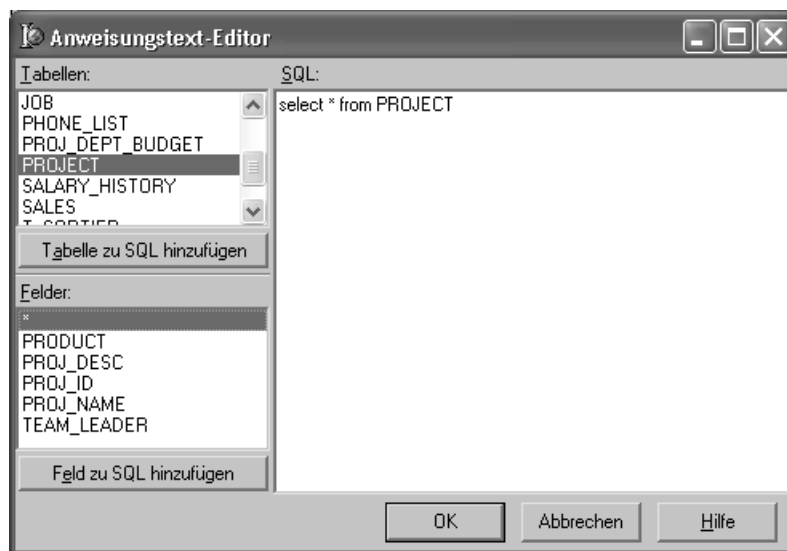 Anweisungstext-Editor
Tabellen:
JOB
PHONE_LIST
PROJ_DEPT_BUDGET
PROJECT
SALARY_HISTORY
SALES
Tabelle zu SQL hinzufügen
Felder:
*
PRODUCT
PROJ_DESC
PROJ_ID
PROJ_NAME
TEAM_LEADER
Feld zu SQL hinzufügen
SQL:
select * from PROJECT
OK
Abbrechen
Hilfe